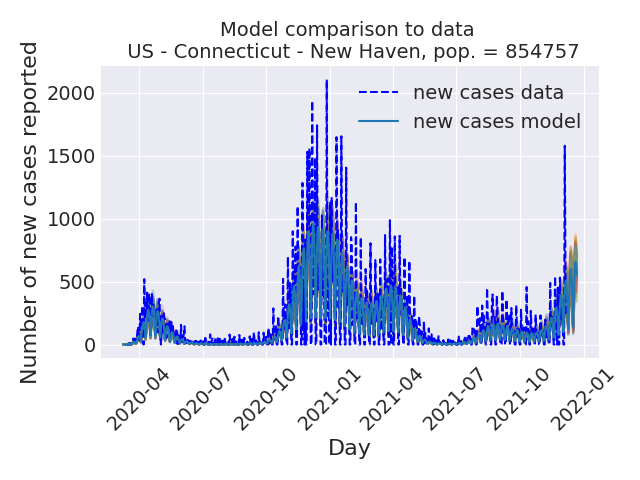 Model comparison to data
US - Connecticut - New Haven, pop. = 854757
Number of new cases reported
2000
1500
1000
500
0
new cases data
new cases model
2020-04
2020-07
2020-10
2021-01
2021-04
2021-07
2021-10
2022-01
Day